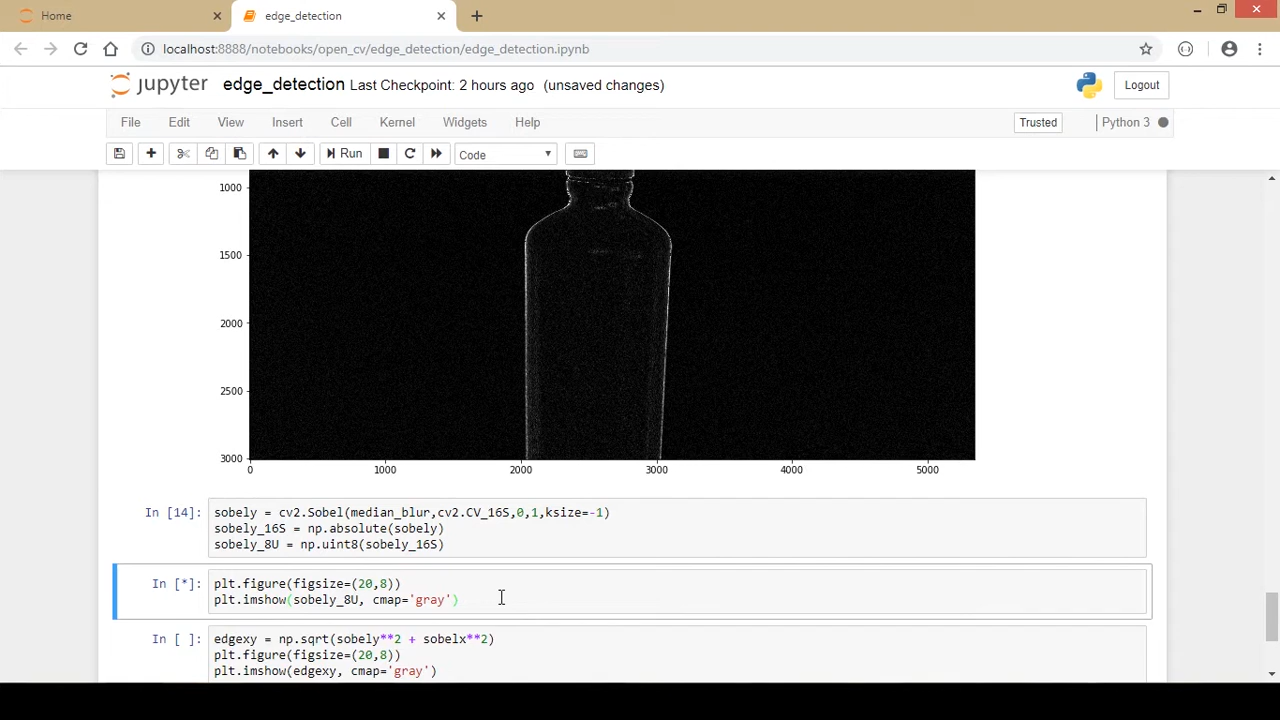 Home
edge_detection
localhost:8888/notebooks/open_cv/edge_detection/edge_detection.ipynb
jupyter edge_detection Last Checkpoint: 2 hours ago (unsaved changes)
Logout
File Edit View Insert Cell Kernel Widgets Help
Trusted
Python 3
Run
Code
1000
1500
2000
2500
3000
0 1000 2000 3000 4000 5000
In [14]: sobely = cv2.Sobel(median_blur,cv2.CV_16S,0,1,ksize=-1)
sobely_16S = np.absolute(sobely)
sobely_8U = np.uint8(sobely_16S)
In [*]: plt.figure(figsize=(20,8))
plt.imshow(sobely_8U, cmap='gray')
In [ ]: edgexy = np.sqrt(sobely**2 + sobelx**2)
plt.figure(figsize=(20,8))
plt.imshow(edgexy, cmap='gray')